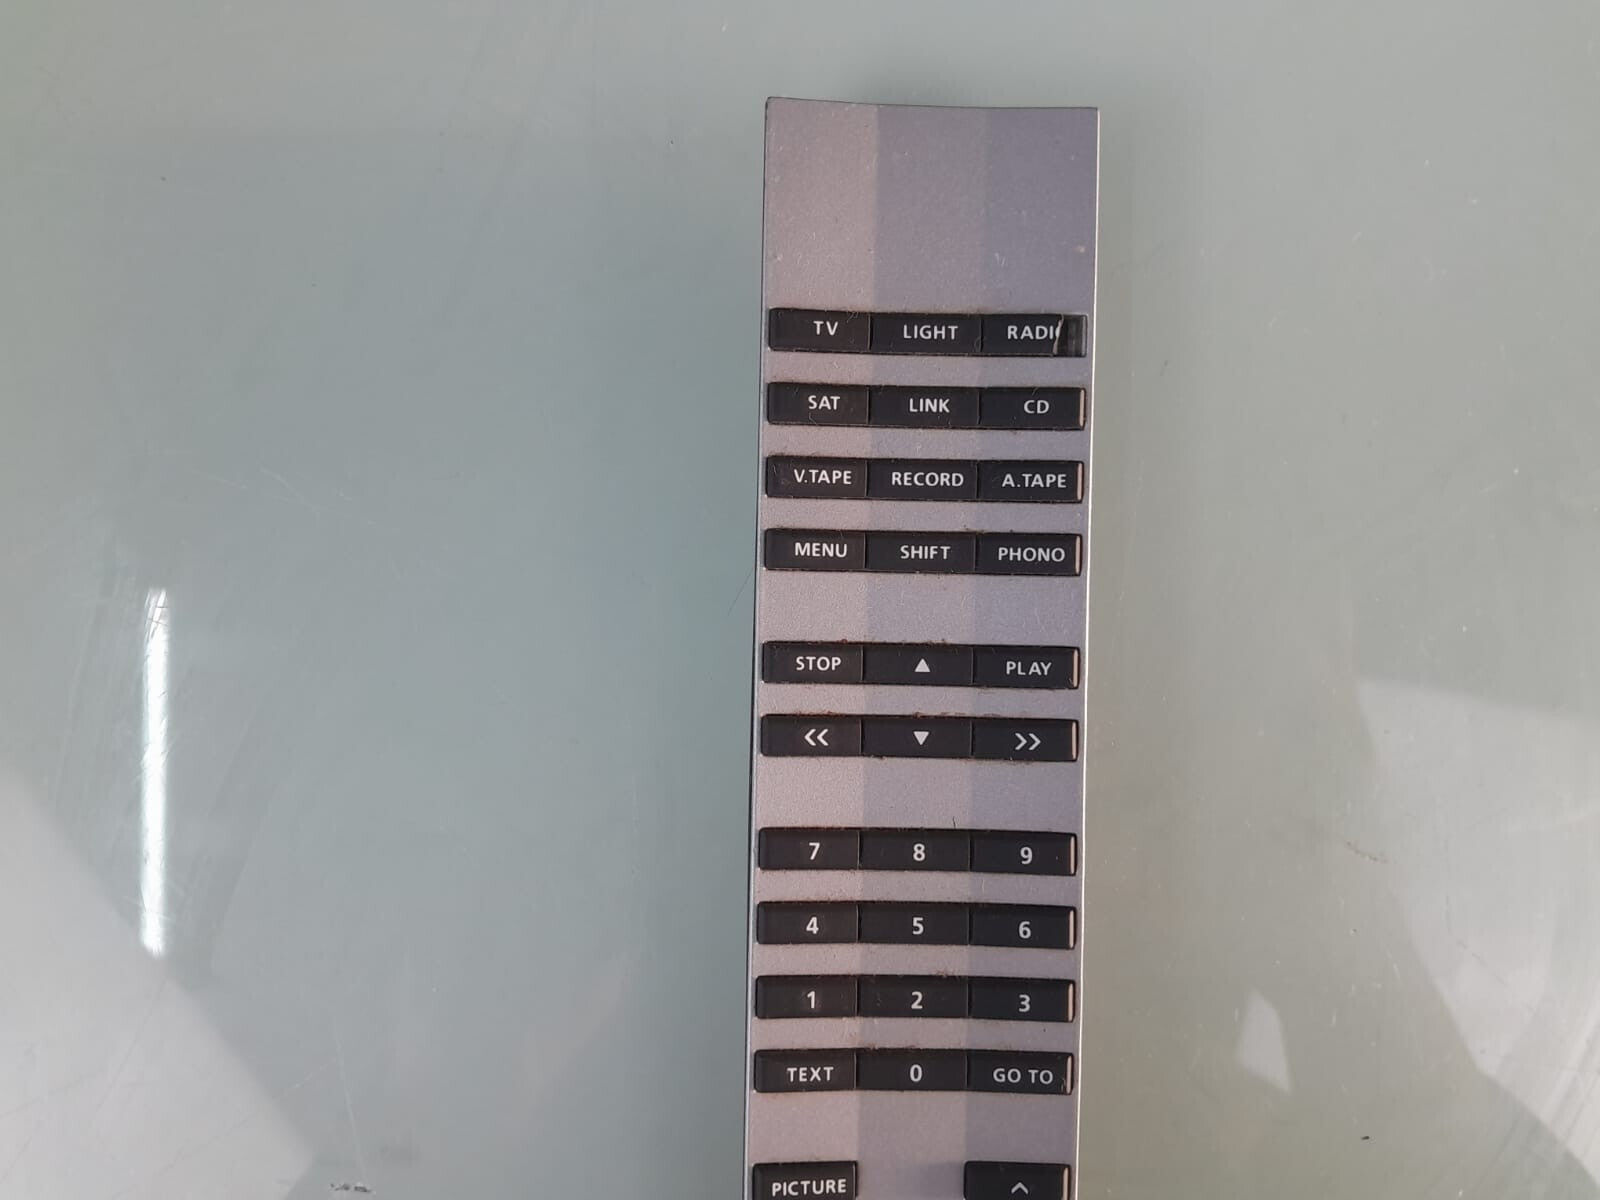 TV LIGHT RADI
SAT LINK CD
V.TAPE RECORD A.TAPE
MENU SHIFT PHONO
STOP ▲ PLAY
<< ▼ >>
7 8 9
4 5 6
1 2 3
TEXT 0 GO TO
PICTURE ^